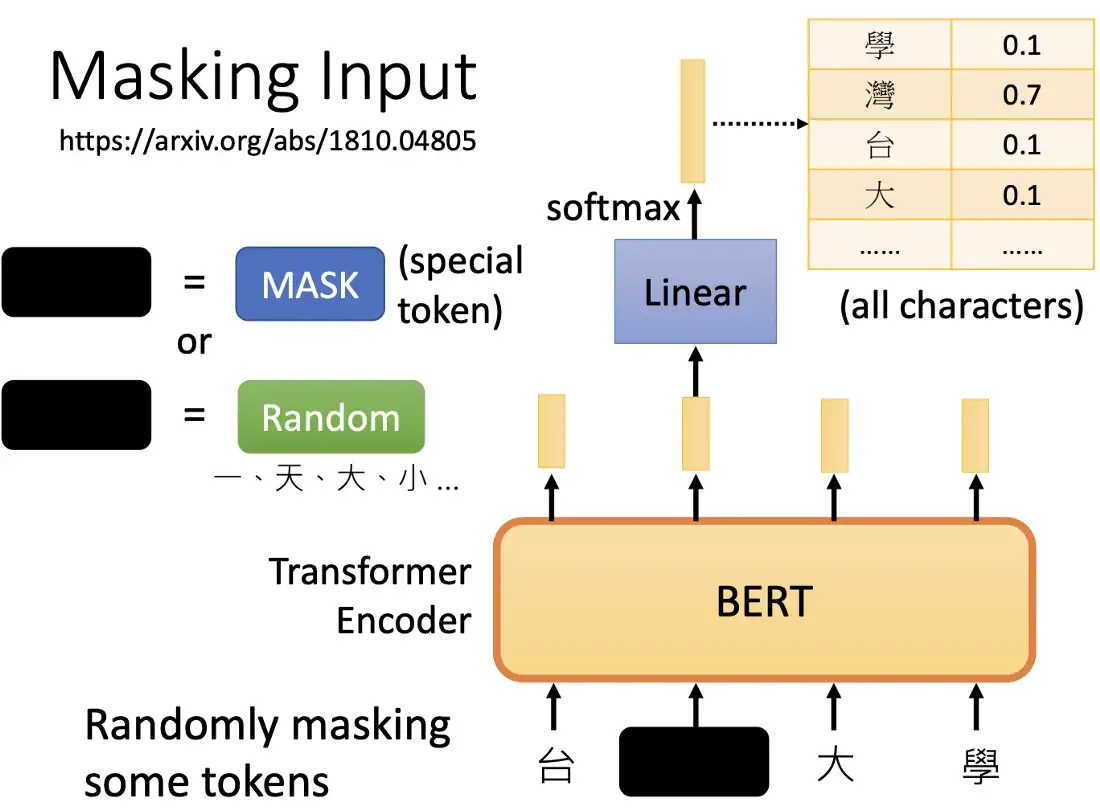 Masking Input
https://arxiv.org/abs/1810.04805
學 0.1
灣 0.7
台 0.1
大 0.1
...... ......
(all characters)
softmax
Linear
= MASK (special token)
or
= Random
一、天、大、小 ...
Transformer
Encoder
BERT
Randomly masking
some tokens
台 大 學